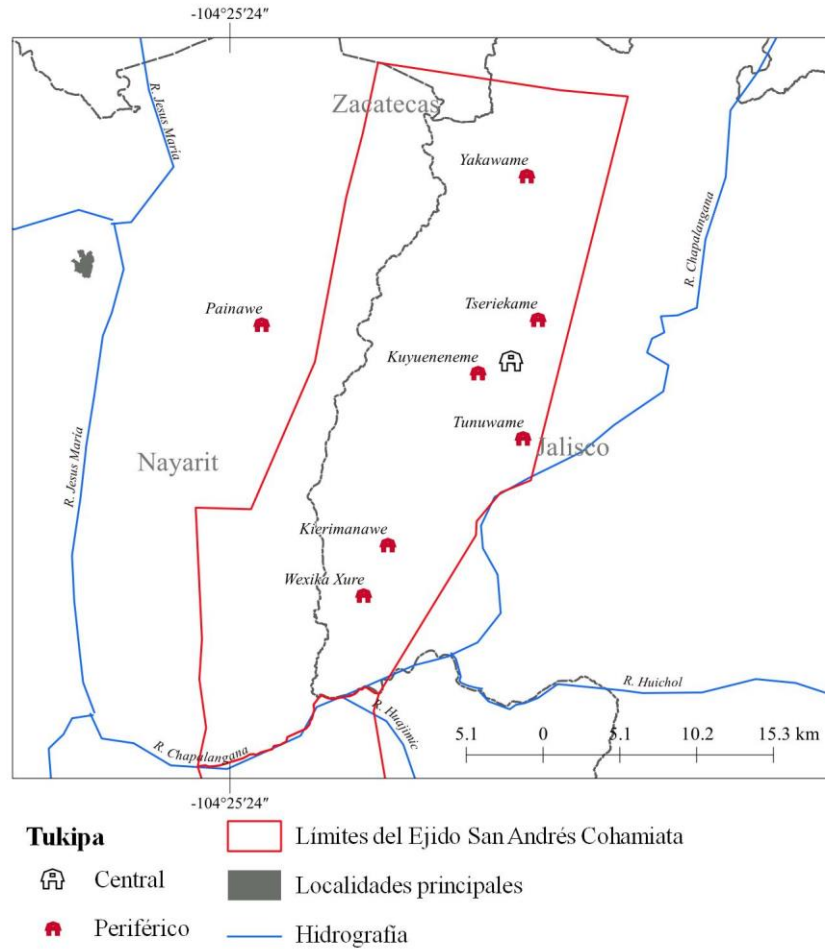 -104°25'24"
R. Jesus Maria
Zacatecas
Yakawame
R. Chapalangana
Painawe
Tseriekame
Kuyueneneme
Tunuwame
Jalisco
Nayarit
R. Jesus Maria
Kierimanawe
Wexika Xure
R. Huichol
R. Huajimic
R. Chapalangana
5.1 0 5.1 10.2 15.3 km
-104°25'24"
Tukipa
Central
Periférico
Límites del Ejido San Andrés Cohamiata
Localidades principales
Hidrografía